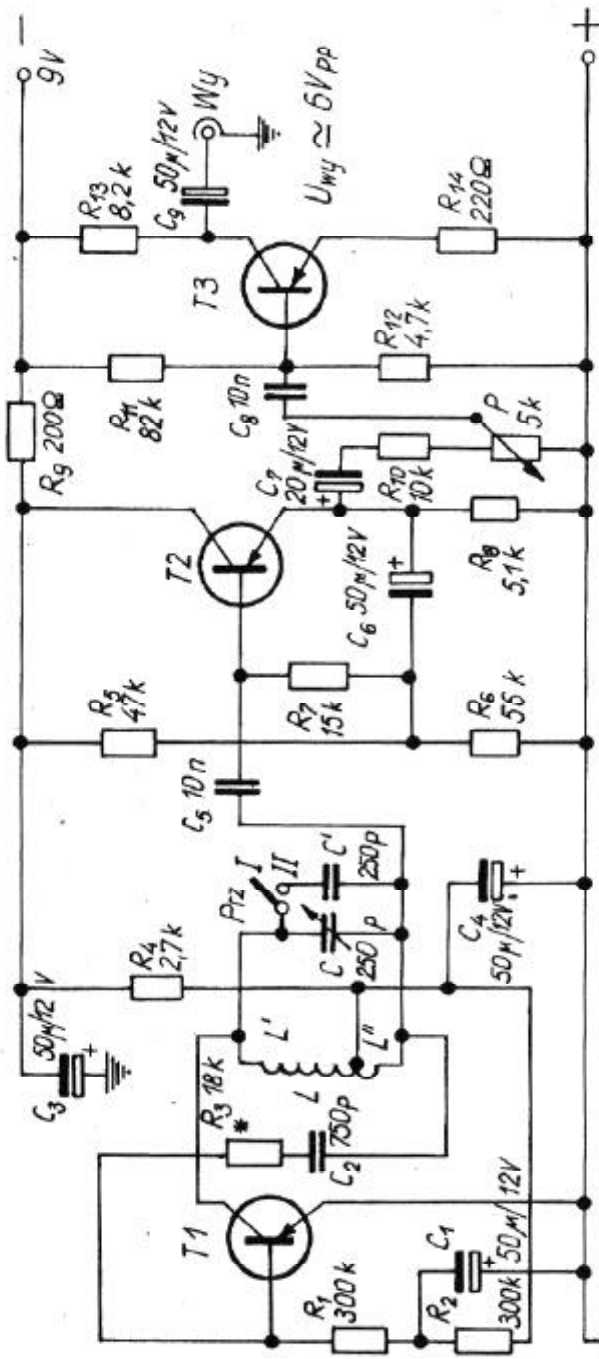 C3
50μ/12 V
+
R4
2,7k
R5
47k
R9 200Ω
R11
82k
R13
8,2k
9V
−
T1
R3 18k
*
C2
750p
L
L'
L"
Prz
I
II
C
250 p
C'
250p
C5 10n
T2
R7
15k
C8 10n
T3
C9
50μ/12V
Wy
Uwy ≃ 6Vpp
R1
300k
C1
50μ/12V
+
R2
300k
C4
50μ/12V
+
R6
56k
C6 50μ/12V
+
C7
20μ/12V
+
R10
10k
R8
5,1k
P
5k
R12
4,7k
R14
220Ω
+